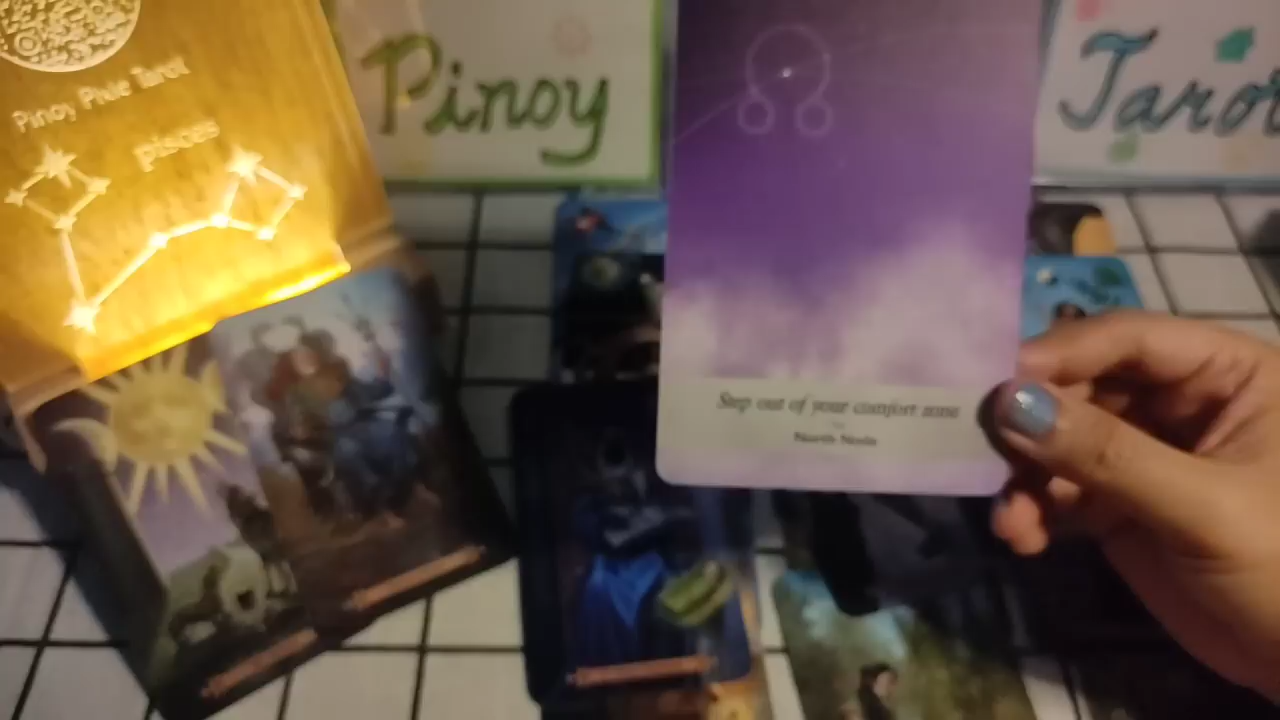 Pinoy Pixie Tarot
pisces
Pinoy
Tarot
Step out of your comfort zone
North Node